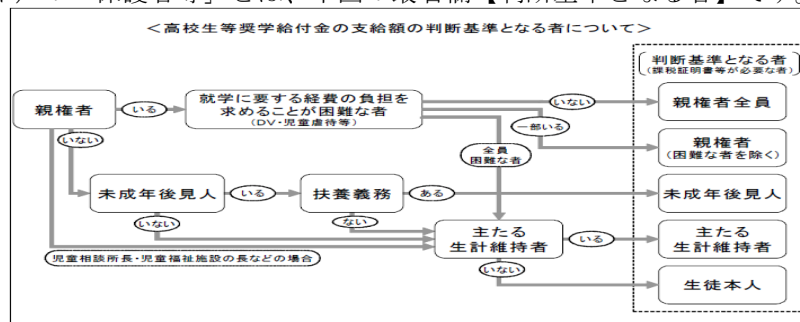 ＜高校生等奨学給付金の支給額の判断基準となる者について＞
判断基準となる者
(課税証明書等が必要な者)
親権者
いる
就学に要する経費の負担を
求めることが困難な者
(DV・児童虐待等)
いない
親権者全員
一部いる
親権者
(困難な者を除く)
いない
全員
困難な者
未成年後見人
いる
扶養義務
ある
未成年後見人
いない
ない
主たる
生計維持者
いる
主たる
生計維持者
児童相談所長・児童福祉施設の長などの場合
いない
生徒本人